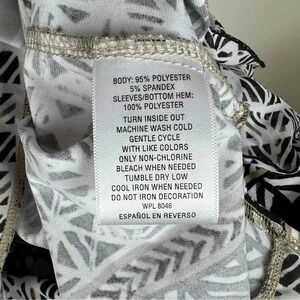 BODY: 95% POLYESTER
5% SPANDEX
SLEEVES/BOTTOM HEM:
100% POLYESTER
TURN INSIDE OUT
MACHINE WASH COLD
GENTLE CYCLE
WITH LIKE COLORS
ONLY NON-CHLORINE
BLEACH WHEN NEEDED
TUMBLE DRY LOW
COOL IRON WHEN NEEDED
DO NOT IRON DECORATION
WPL 8046
ESPAÑOL EN REVERSO